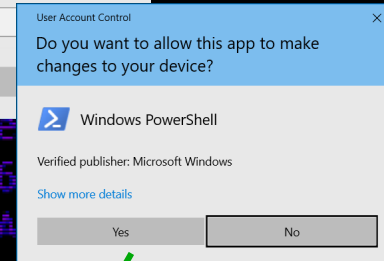 User Account Control
Do you want to allow this app to make
changes to your device?
Windows PowerShell
Verified publisher: Microsoft Windows
Show more details
Yes
No